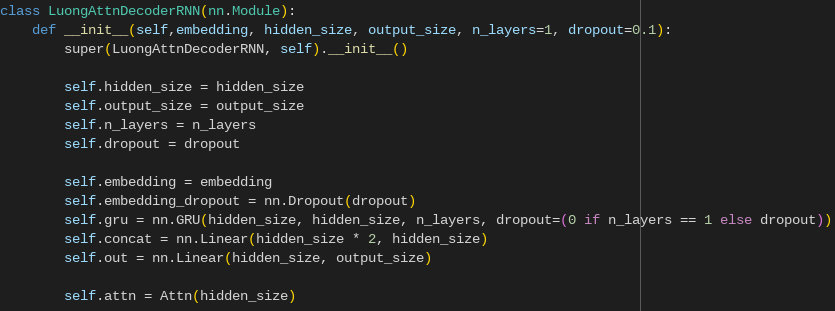 class LuongAttnDecoderRNN(nn.Module):
    def __init__(self,embedding, hidden_size, output_size, n_layers=1, dropout=0.1):
        super(LuongAttnDecoderRNN, self).__init__()

        self.hidden_size = hidden_size
        self.output_size = output_size
        self.n_layers = n_layers
        self.dropout = dropout

        self.embedding = embedding
        self.embedding_dropout = nn.Dropout(dropout)
        self.gru = nn.GRU(hidden_size, hidden_size, n_layers, dropout=(0 if n_layers == 1 else dropout))
        self.concat = nn.Linear(hidden_size * 2, hidden_size)
        self.out = nn.Linear(hidden_size, output_size)

        self.attn = Attn(hidden_size)